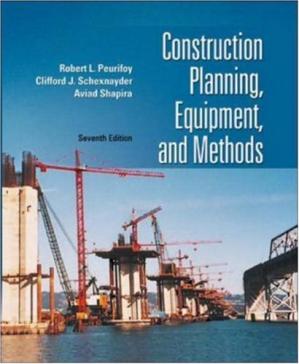 Robert L. Peurifoy
Clifford J. Schexnayder
Aviad Shapira
Construction
Planning,
Equipment,
and Methods
Seventh Edition